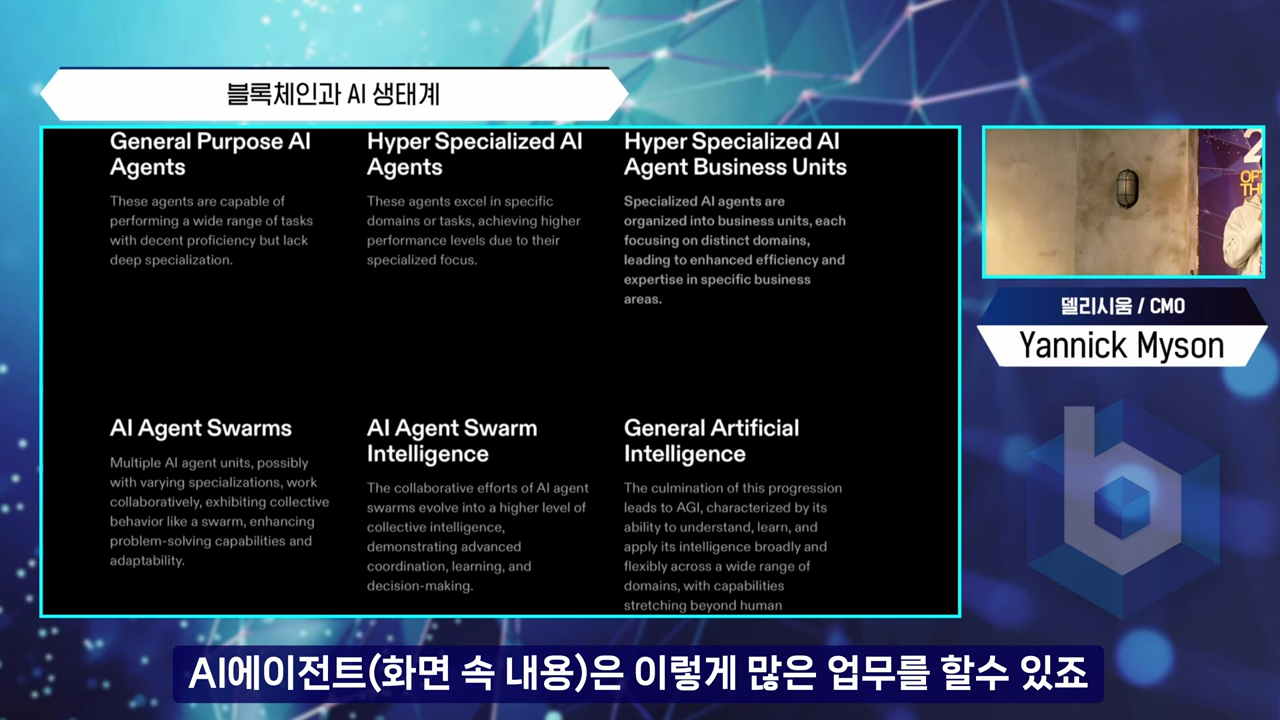 블록체인과 AI 생태계
General Purpose AI
Agents
These agents are capable of
performing a wide range of tasks
with decent proficiency but lack
deep specialization.
Hyper Specialized AI
Agents
These agents excel in specific
domains or tasks, achieving higher
performance levels due to their
specialized focus.
Hyper Specialized AI
Agent Business Units
Specialized AI agents are
organized into business units, each
focusing on distinct domains,
leading to enhanced efficiency and
expertise in specific business
areas.
AI Agent Swarms
Multiple AI agent units, possibly
with varying specializations, work
collaboratively, exhibiting collective
behavior like a swarm, enhancing
problem-solving capabilities and
adaptability.
AI Agent Swarm
Intelligence
The collaborative efforts of AI agent
swarms evolve into a higher level of
collective intelligence,
demonstrating advanced
coordination, learning, and
decision-making.
General Artificial
Intelligence
The culmination of this progression
leads to AGI, characterized by its
ability to understand, learn, and
apply its intelligence broadly and
flexibly across a wide range of
domains, with capabilities
stretching beyond human
델리시움 / CMO
Yannick Myson
AI에이전트(화면 속 내용)은 이렇게 많은 업무를 할수 있죠